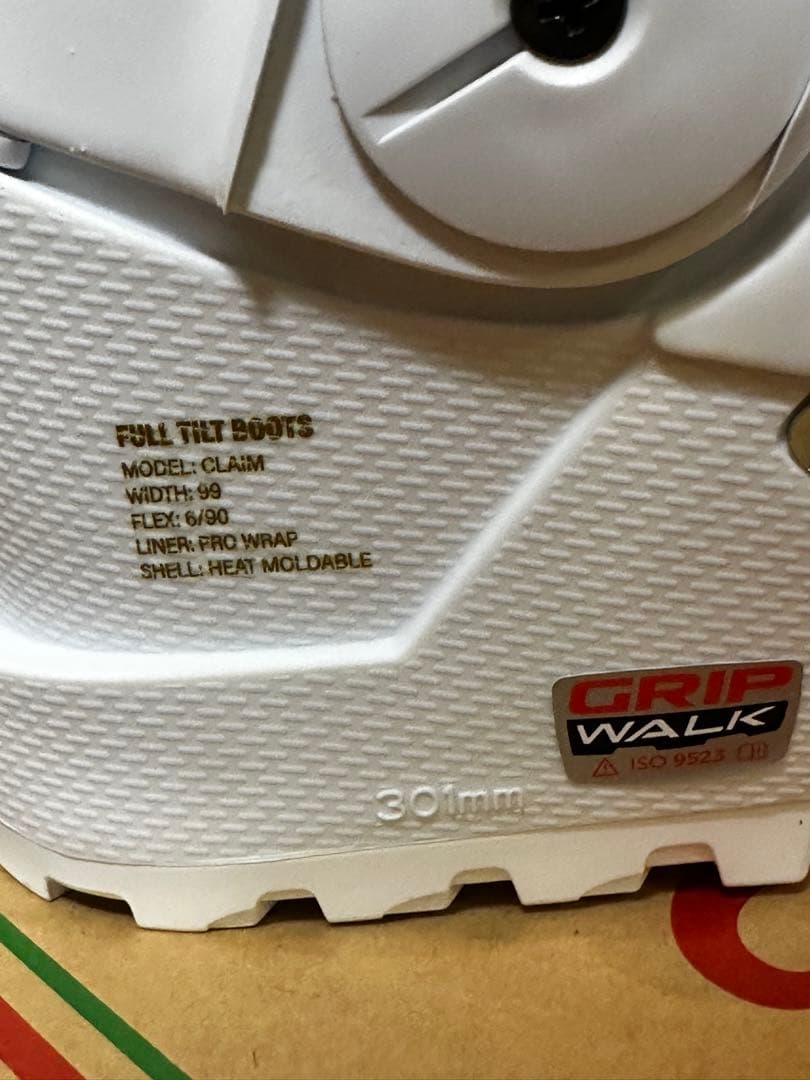 FULL TILT BOOTS
MODEL: CLAIM
WIDTH: 99
FLEX: 6/90
LINER: PRO WRAP
SHELL: HEAT MOLDABLE
GRIP
WALK
ISO 9523
301mm